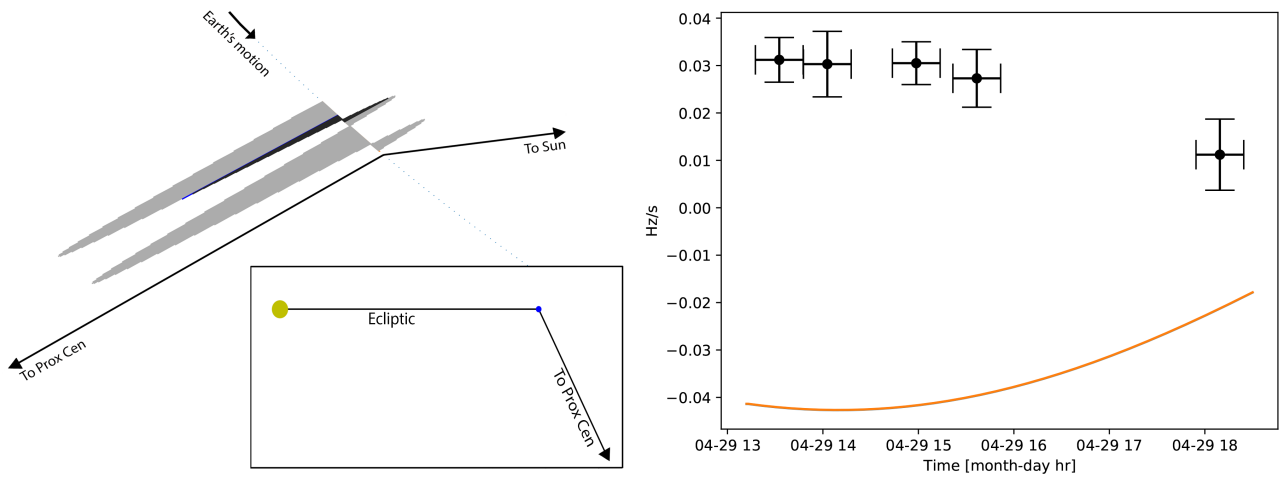 Earth's motion
To Sun
To Prox Cen
Ecliptic
To Prox Cen
0.04
0.03
0.02
0.01
0.00
−0.01
−0.02
−0.03
−0.04
Hz/s
04-29 13 04-29 14 04-29 15 04-29 16 04-29 17 04-29 18
Time [month-day hr]